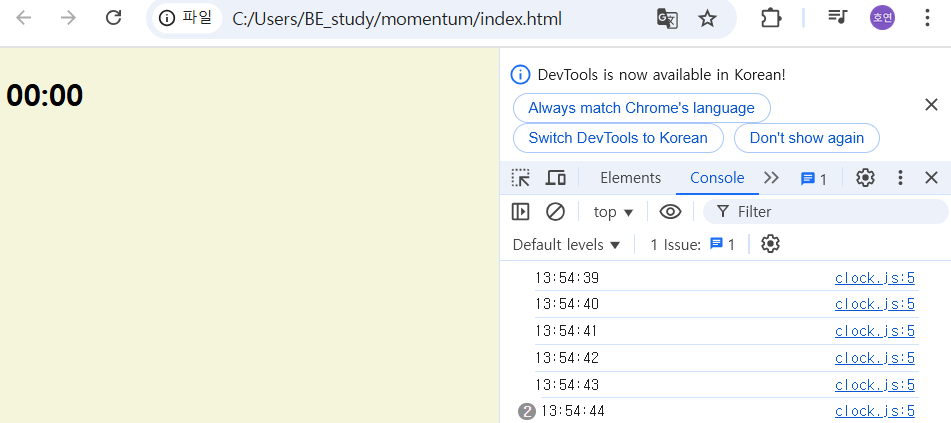 파일 C:/Users/BE_study/momentum/index.html 호연
00:00
DevTools is now available in Korean!
Always match Chrome's language
Switch DevTools to Korean Don't show again
Elements Console 1
top Filter
Default levels 1 Issue: 1
13:54:39 clock.js:5
13:54:40 clock.js:5
13:54:41 clock.js:5
13:54:42 clock.js:5
13:54:43 clock.js:5
2 13:54:44 clock.js:5